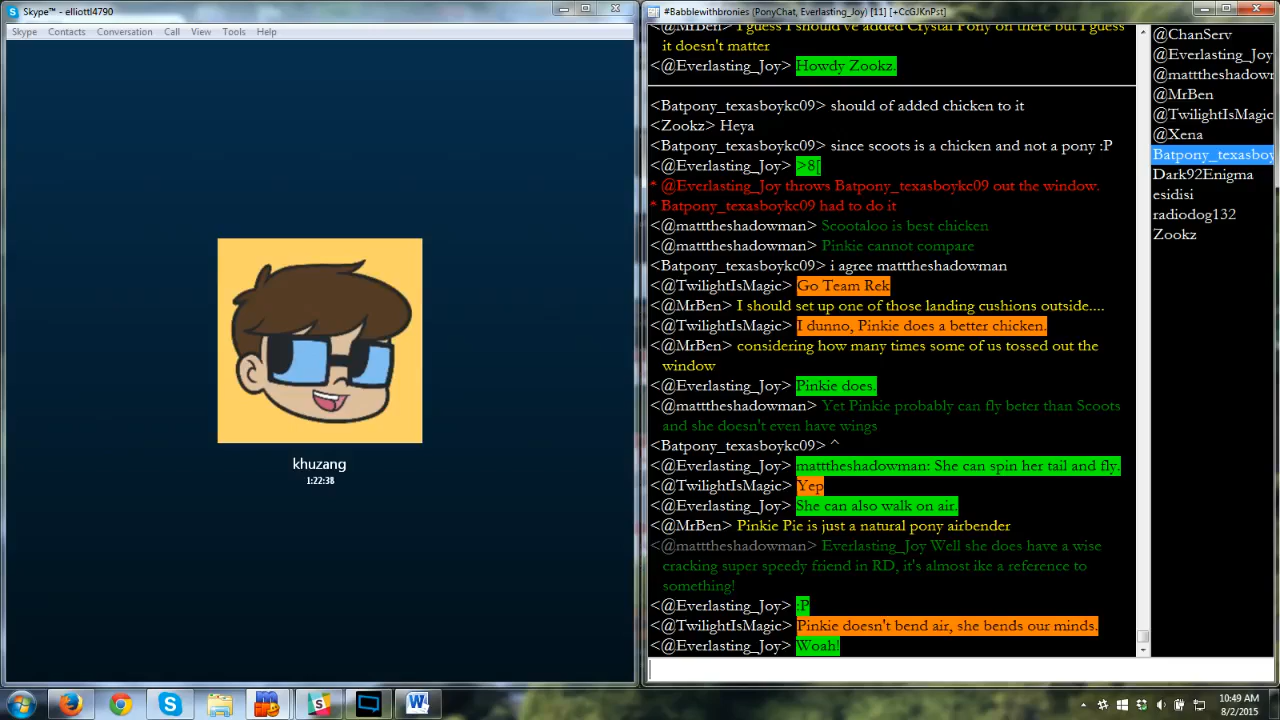 Skype™ - elliottl4790
Skype Contacts Conversation Call View Tools Help
khuzang
1:22:38
#Babblewithbronies (PonyChat, Everlasting_Joy) [11] [+CcGJKnPst]
<@MrBen> I guess I should ve added Crystal Pony on there but I guess
it doesn't matter
<@Everlasting_Joy> Howdy Zookz.
<Batpony_texasboykc09> should of added chicken to it
<Zookz> Heya
<Batpony_texasboykc09> since scoots is a chicken and not a pony :P
<@Everlasting_Joy> >8[
* @Everlasting_Joy throws Batpony_texasboykc09 out the window.
* Batpony_texasboykc09 had to do it
<@matttheshadowman> Scootaloo is best chicken
<@matttheshadowman> Pinkie cannot compare
<Batpony_texasboykc09> i agree matttheshadowman
<@TwilightIsMagic> Go Team Rek
<@MrBen> I should set up one of those landing cushions outside....
<@TwilightIsMagic> I dunno, Pinkie does a better chicken.
<@MrBen> considering how many times some of us tossed out the
window
<@Everlasting_Joy> Pinkie does.
<@matttheshadowman> Yet Pinkie probably can fly beter than Scoots
and she doesn't even have wings
<Batpony_texasboykc09> ^
<@Everlasting_Joy> matttheshadowman: She can spin her tail and fly.
<@TwilightIsMagic> Yep
<@Everlasting_Joy> She can also walk on air.
<@MrBen> Pinkie Pie is just a natural pony airbender
<@matttheshadowman> Everlasting_Joy Well she does have a wise
cracking super speedy friend in RD, it's almost ike a reference to
something!
<@Everlasting_Joy> :P
<@TwilightIsMagic> Pinkie doesn't bend air, she bends our minds.
<@Everlasting_Joy> Woah!
@ChanServ
@Everlasting_Joy
@matttheshadown
@MrBen
@TwilightIsMagic
@Xena
Batpony_texasboy
Dark92Enigma
esidisi
radiodog132
Zookz
10:49 AM
8/2/2015